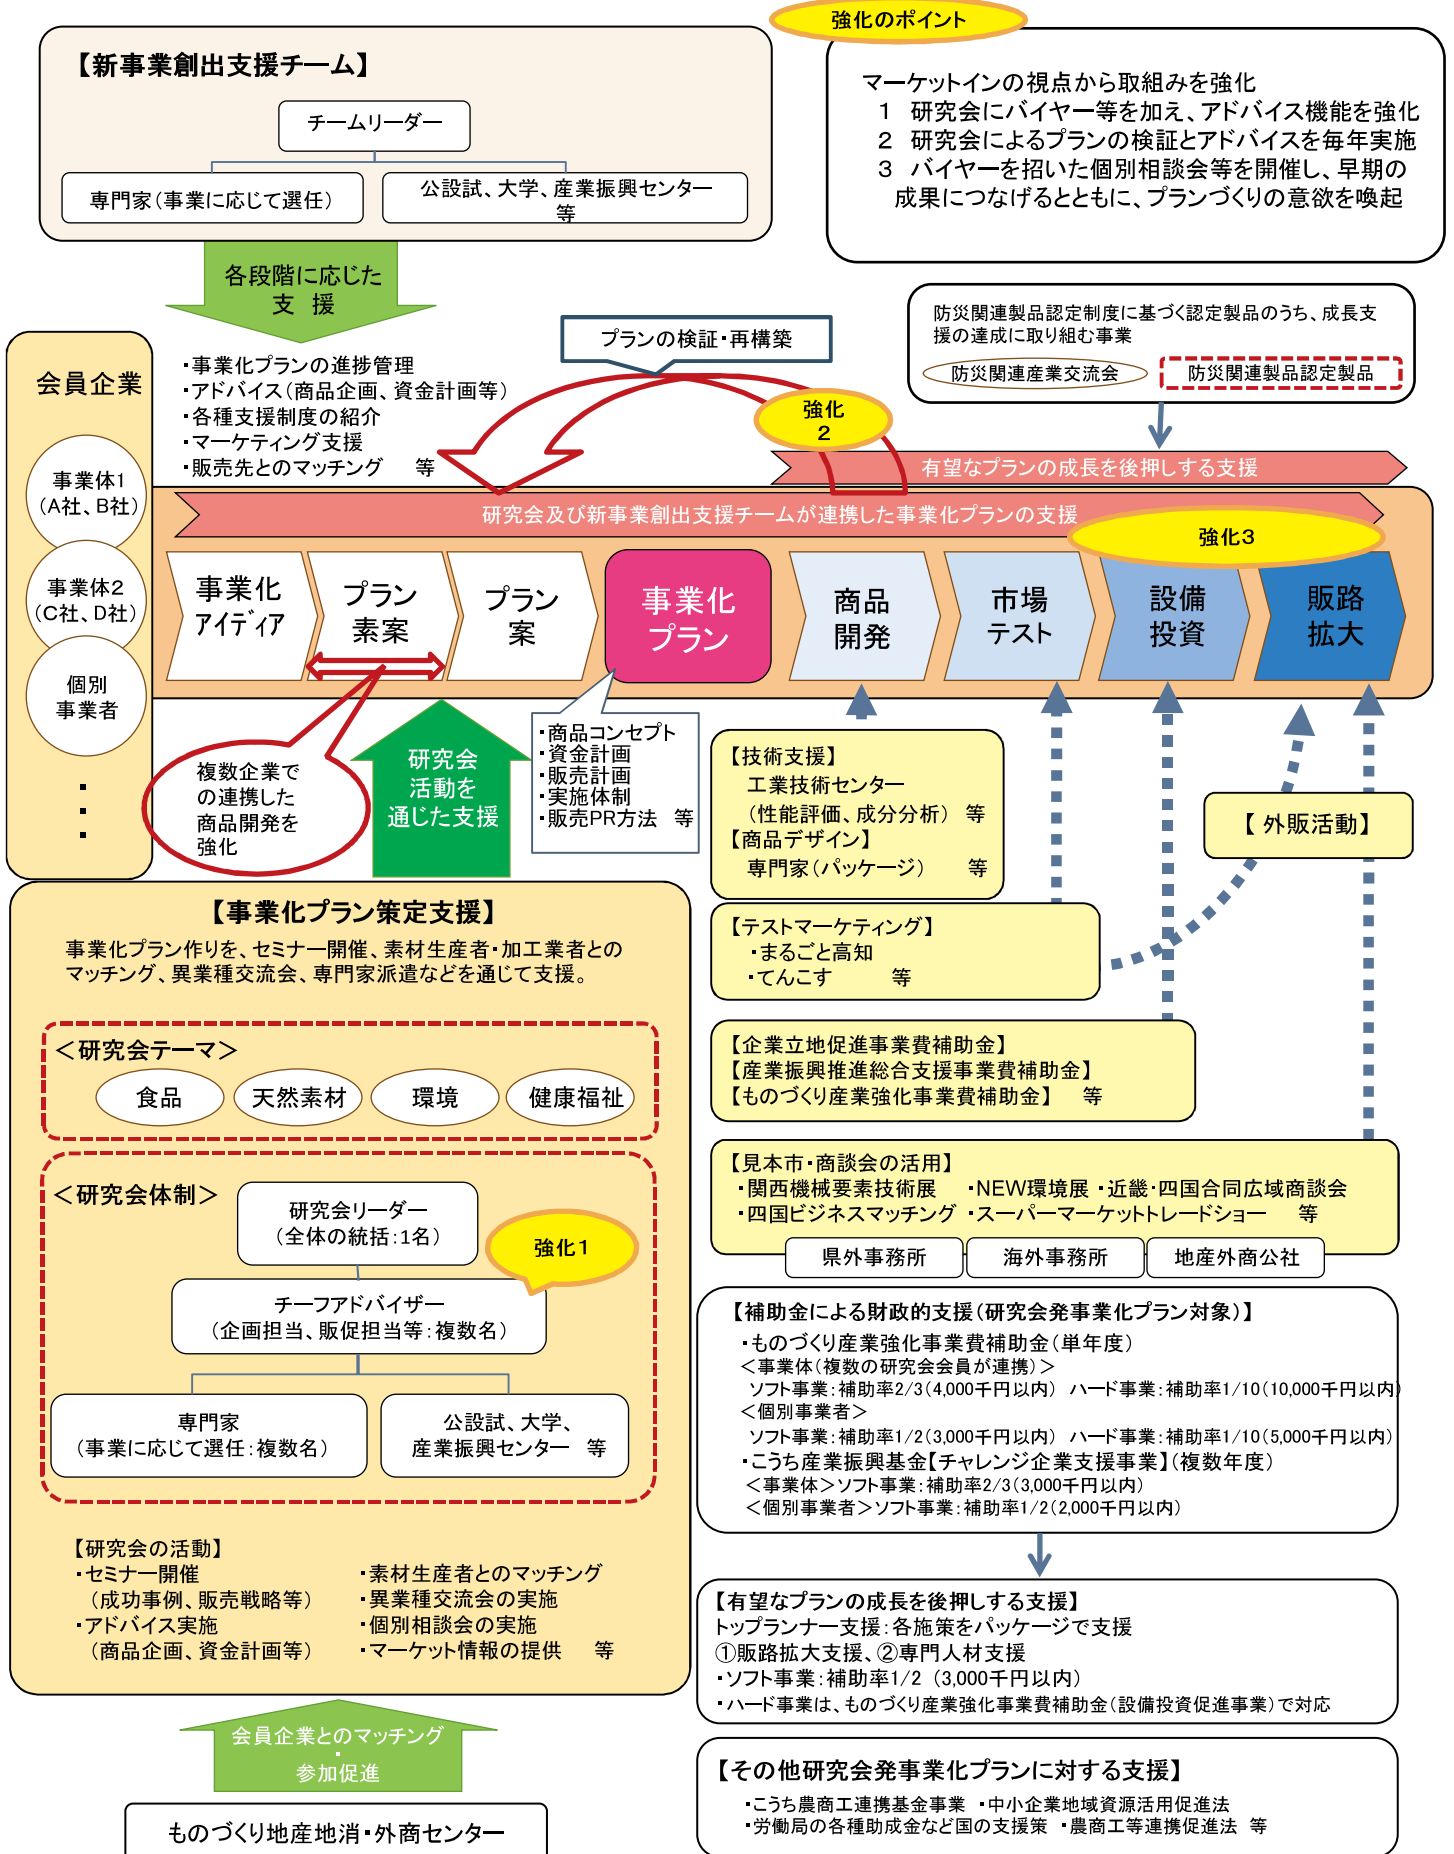 強化のポイント
【新事業創出支援チーム】
チームリーダー
専門家（事業に応じて選任）
公設試、大学、産業振興センター
等
マーケットインの視点から取組みを強化
1　研究会にバイヤー等を加え、アドバイス機能を強化
2　研究会によるプランの検証とアドバイスを毎年実施
3　バイヤーを招いた個別相談会等を開催し、早期の
成果につなげるとともに、プランづくりの意欲を喚起
各段階に応じた
支　援
・事業化プランの進捗管理
・アドバイス（商品企画、資金計画等）
・各種支援制度の紹介
・マーケティング支援
・販売先とのマッチング　等
プランの検証・再構築
強化
2
防災関連製品認定制度に基づく認定製品のうち、成長支
援の達成に取り組む事業
防災関連産業交流会
防災関連製品認定製品
有望なプランの成長を後押しする支援
研究会及び新事業創出支援チームが連携した事業化プランの支援
強化3
会員企業
事業体1
（A社、B社）
事業体2
（C社、D社）
個別
事業者
・
・
・
事業化
アイディア
プラン
素案
プラン
案
事業化
プラン
商品
開発
市場
テスト
設備
投資
販路
拡大
複数企業で
の連携した
商品開発を
強化
研究会
活動を
通じた支援
・商品コンセプト
・資金計画
・販売計画
・実施体制
・販売PR方法　等
【技術支援】
工業技術センター
（性能評価、成分分析）　等
【商品デザイン】
専門家（パッケージ）　　等
【 外販活動】
【テストマーケティング】
・まるごと高知
・てんこす　　　等
【企業立地促進事業費補助金】
【産業振興推進総合支援事業費補助金】
【ものづくり産業強化事業費補助金】　等
【見本市・商談会の活用】
・関西機械要素技術展　・NEW環境展 ・近畿・四国合同広域商談会
・四国ビジネスマッチング ・スーパーマーケットトレードショー　等
県外事務所
海外事務所
地産外商公社
【事業化プラン策定支援】
事業化プラン作りを、セミナー開催、素材生産者・加工業者との
マッチング、異業種交流会、専門家派遣などを通じて支援。
＜研究会テーマ＞
食品
天然素材
環境
健康福祉
＜研究会体制＞
研究会リーダー
（全体の統括：1名）
強化1
チーフアドバイザー
（企画担当、販促担当等：複数名）
専門家
（事業に応じて選任：複数名）
公設試、大学、
産業振興センター　等
【研究会の活動】
・セミナー開催
（成功事例、販売戦略等）
・アドバイス実施
（商品企画、資金計画等）
・素材生産者とのマッチング
・異業種交流会の実施
・個別相談会の実施
・マーケット情報の提供　等
会員企業とのマッチング
・
参加促進
ものづくり地産地消・外商センター
【補助金による財政的支援（研究会発事業化プラン対象）】
・ものづくり産業強化事業費補助金（単年度）
＜事業体（複数の研究会会員が連携）＞
ソフト事業：補助率2/3（4,000千円以内）　ハード事業：補助率1/10（10,000千円以内）
＜個別事業者＞
ソフト事業：補助率1/2（3,000千円以内）　ハード事業：補助率1/10（5,000千円以内）
・こうち産業振興基金【チャレンジ企業支援事業】（複数年度）
＜事業体＞ソフト事業：補助率2/3（3,000千円以内）
＜個別事業者＞ソフト事業：補助率1/2（2,000千円以内）
【有望なプランの成長を後押しする支援】
トップランナー支援：各施策をパッケージで支援
①販路拡大支援、②専門人材支援
・ソフト事業：補助率1/2 （3,000千円以内）
・ハード事業は、ものづくり産業強化事業費補助金（設備投資促進事業）で対応
【その他研究会発事業化プランに対する支援】
・こうち農商工連携基金事業　・中小企業地域資源活用促進法
・労働局の各種助成金など国の支援策　・農商工等連携促進法　等